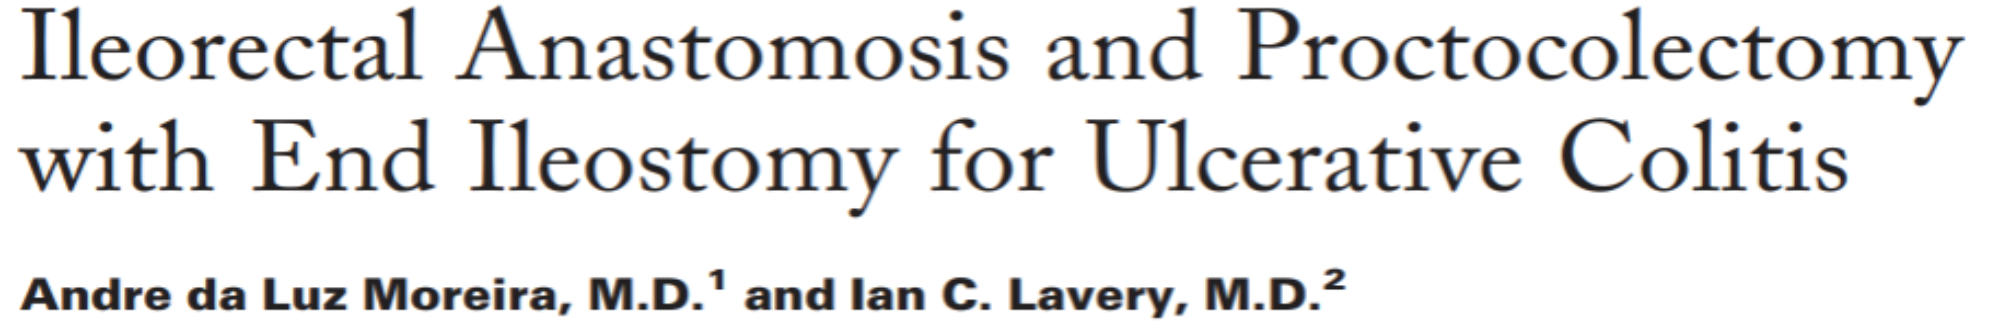 Ileorectal Anastomosis and Proctocolectomy
with End Ileostomy for Ulcerative Colitis
Andre da Luz Moreira, M.D.¹ and Ian C. Lavery, M.D.²